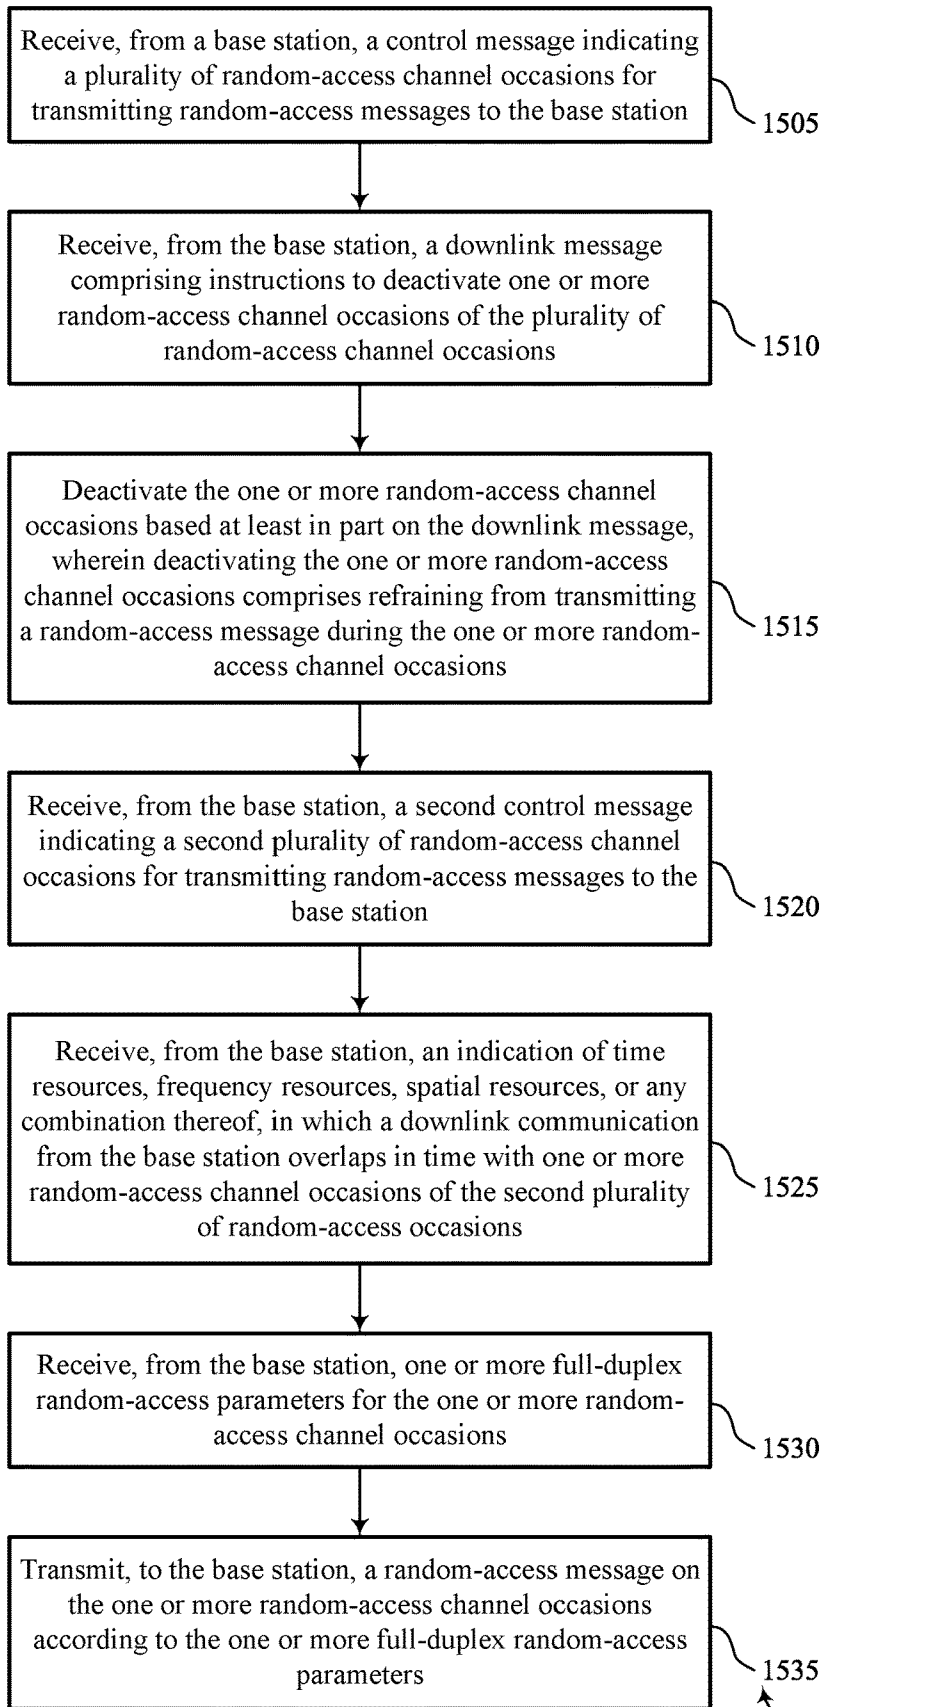 Receive, from a base station, a control message indicating
a plurality of random-access channel occasions for
transmitting random-access messages to the base station
1505
Receive, from the base station, a downlink message
comprising instructions to deactivate one or more
random-access channel occasions of the plurality of
random-access channel occasions
1510
Deactivate the one or more random-access channel
occasions based at least in part on the downlink message,
wherein deactivating the one or more random-access
channel occasions comprises refraining from transmitting
a random-access message during the one or more random-
access channel occasions
1515
Receive, from the base station, a second control message
indicating a second plurality of random-access channel
occasions for transmitting random-access messages to the
base station
1520
Receive, from the base station, an indication of time
resources, frequency resources, spatial resources, or any
combination thereof, in which a downlink communication
from the base station overlaps in time with one or more
random-access channel occasions of the second plurality
of random-access occasions
1525
Receive, from the base station, one or more full-duplex
random-access parameters for the one or more random-
access channel occasions
1530
Transmit, to the base station, a random-access message on
the one or more random-access channel occasions
according to the one or more full-duplex random-access
parameters
1535